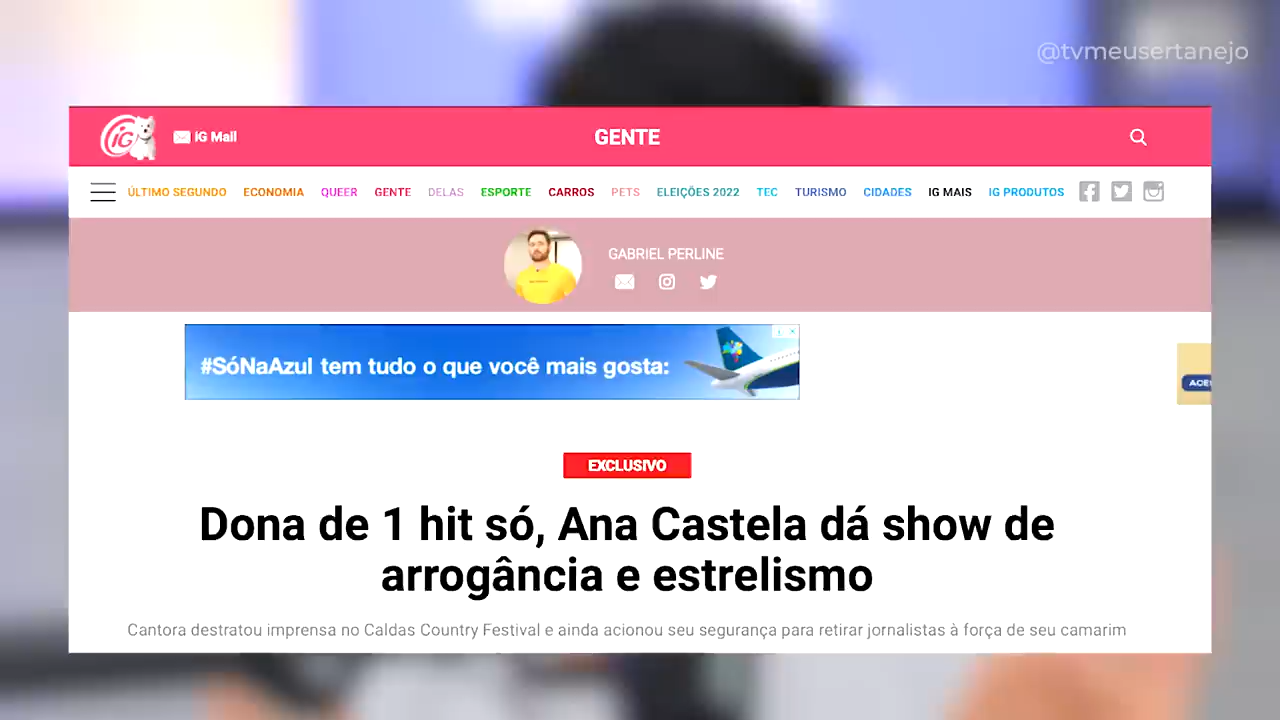 @tvmeusertanejo
iG
iG Mail
GENTE
ÚLTIMO SEGUNDO ECONOMIA QUEER GENTE DELAS ESPORTE CARROS PETS ELEIÇÕES 2022 TEC TURISMO CIDADES IG MAIS IG PRODUTOS
GABRIEL PERLINE
#SóNaAzul tem tudo o que você mais gosta:
EXCLUSIVO
Dona de 1 hit só, Ana Castela dá show de
arrogância e estrelismo
Cantora destratou imprensa no Caldas Country Festival e ainda acionou seu segurança para retirar jornalistas à força de seu camarim